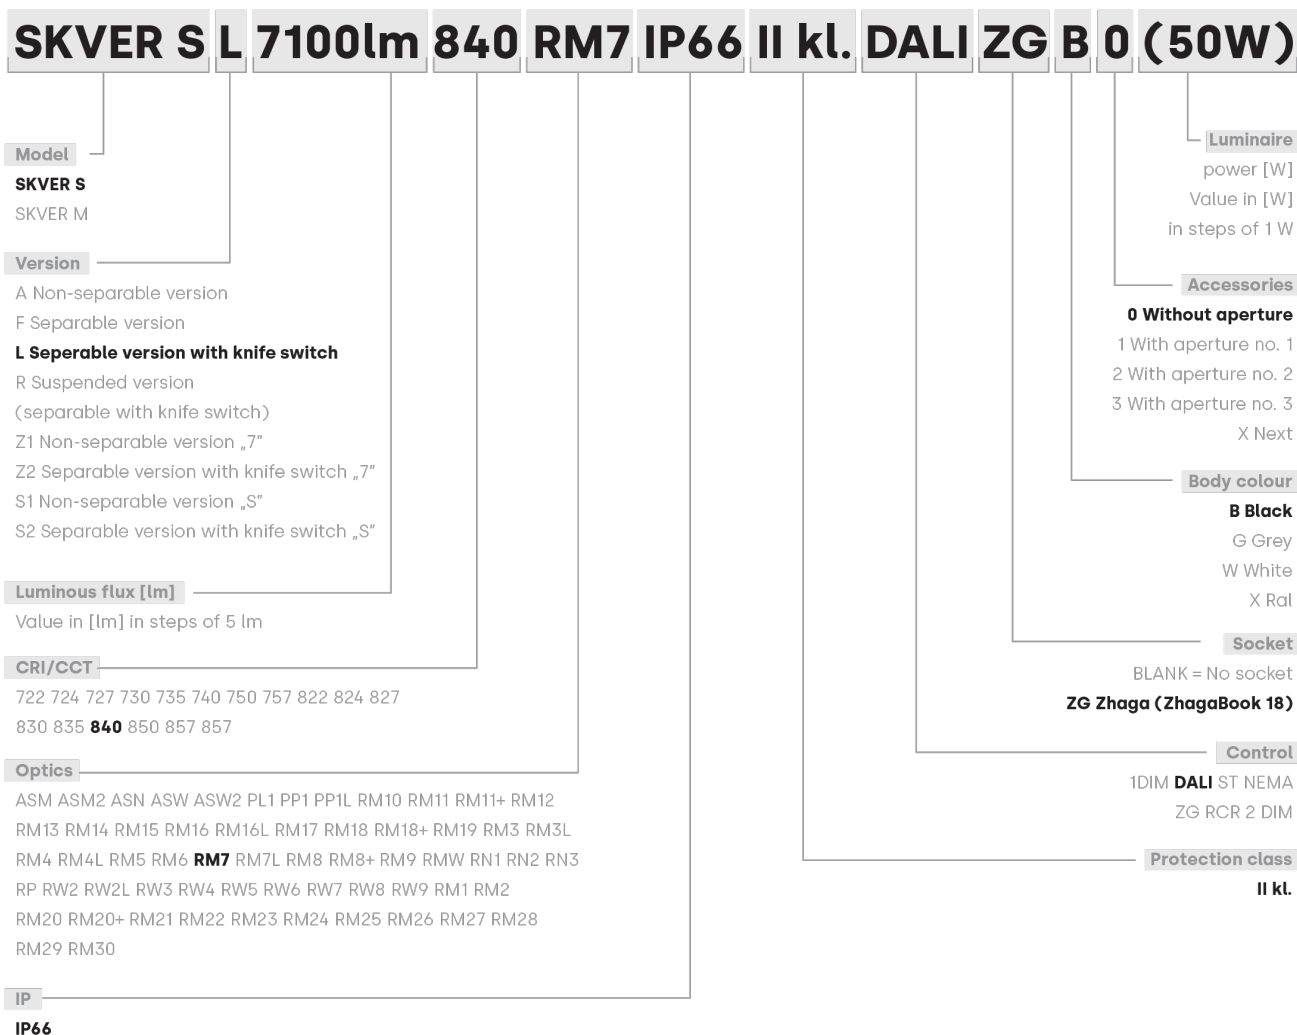 SKVER S L 7100lm 840 RM7 IP66 II kl. DALI ZG B 0 (50W)
Model
SKVER S
SKVER M
Version
A Non-separable version
F Separable version
L Seperable version with knife switch
R Suspended version
(separable with knife switch)
Z1 Non-separable version „7”
Z2 Separable version with knife switch „7”
S1 Non-separable version „S”
S2 Separable version with knife switch „S”
Luminous flux [lm]
Value in [lm] in steps of 5 lm
CRI/CCT
722 724 727 730 735 740 750 757 822 824 827
830 835 840 850 857 857
Optics
ASM ASM2 ASN ASW ASW2 PL1 PP1 PP1L RM10 RM11 RM11+ RM12
RM13 RM14 RM15 RM16 RM16L RM17 RM18 RM18+ RM19 RM3 RM3L
RM4 RM4L RM5 RM6 RM7 RM7L RM8 RM8+ RM9 RMW RN1 RN2 RN3
RP RW2 RW2L RW3 RW4 RW5 RW6 RW7 RW8 RW9 RM1 RM2
RM20 RM20+ RM21 RM22 RM23 RM24 RM25 RM26 RM27 RM28
RM29 RM30
IP
IP66
Luminaire
power [W]
Value in [W]
in steps of 1 W
Accessories
0 Without aperture
1 With aperture no. 1
2 With aperture no. 2
3 With aperture no. 3
X Next
Body colour
B Black
G Grey
W White
X Ral
Socket
BLANK = No socket
ZG Zhaga (ZhagaBook 18)
Control
1DIM DALI ST NEMA
ZG RCR 2 DIM
Protection class
II kl.